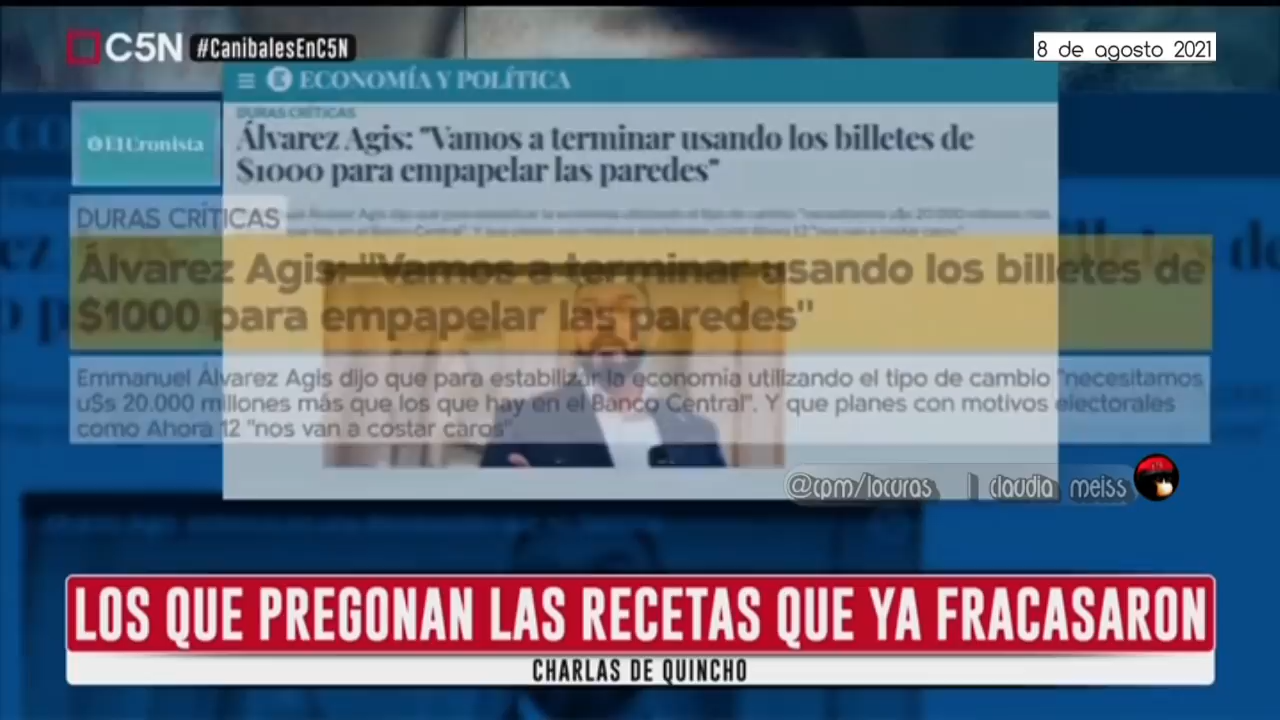 C5N
#CanibalesEnC5N
8 de agosto 2021
ECONOMÍA Y POLÍTICA
DURAS CRÍTICAS
Álvarez Agis: "Vamos a terminar usando los billetes de
$1000 para empapelar las paredes"
El Cronista
DURAS CRÍTICAS
Álvarez Agis: "Vamos a terminar usando los billetes de
$1000 para empapelar las paredes"
Emmanuel Álvarez Agis dijo que para estabilizar la economía utilizando el tipo de cambio "necesitamos
u$s 20.000 millones más que los que hay en el Banco Central". Y que planes con motivos electorales
como Ahora 12 "nos van a costar caros"
@cpm/locuras | claudia meiss
LOS QUE PREGONAN LAS RECETAS QUE YA FRACASARON
CHARLAS DE QUINCHO